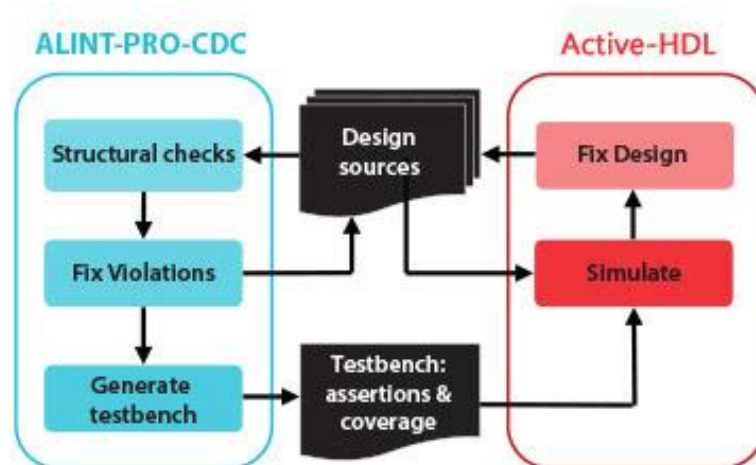 ALINT-PRO-CDC
Active-HDL
Structural checks
Design
sources
Fix Design
Fix Violations
Simulate
Generate
testbench
Testbench:
assertions &
coverage